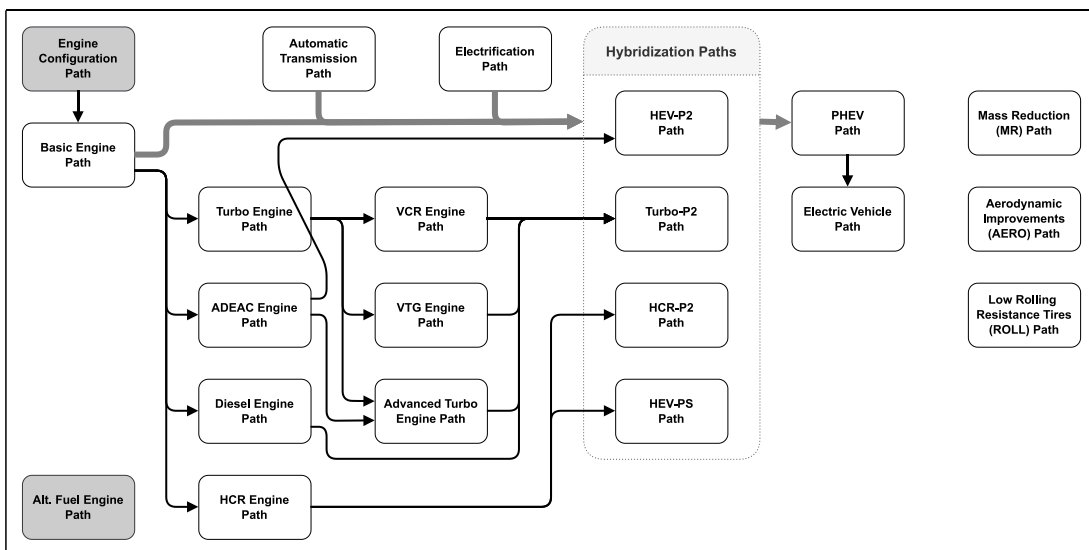 Engine
Configuration
Path
Automatic
Transmission
Path
Electrification
Path
Hybridization Paths
Basic Engine
Path
HEV-P2
Path
PHEV
Path
Mass Reduction
(MR) Path
Turbo Engine
Path
VCR Engine
Path
Turbo-P2
Path
Electric Vehicle
Path
Aerodynamic
Improvements
(AERO) Path
ADEAC Engine
Path
VTG Engine
Path
HCR-P2
Path
Low Rolling
Resistance Tires
(ROLL) Path
Diesel Engine
Path
Advanced Turbo
Engine Path
HEV-PS
Path
Alt. Fuel Engine
Path
HCR Engine
Path